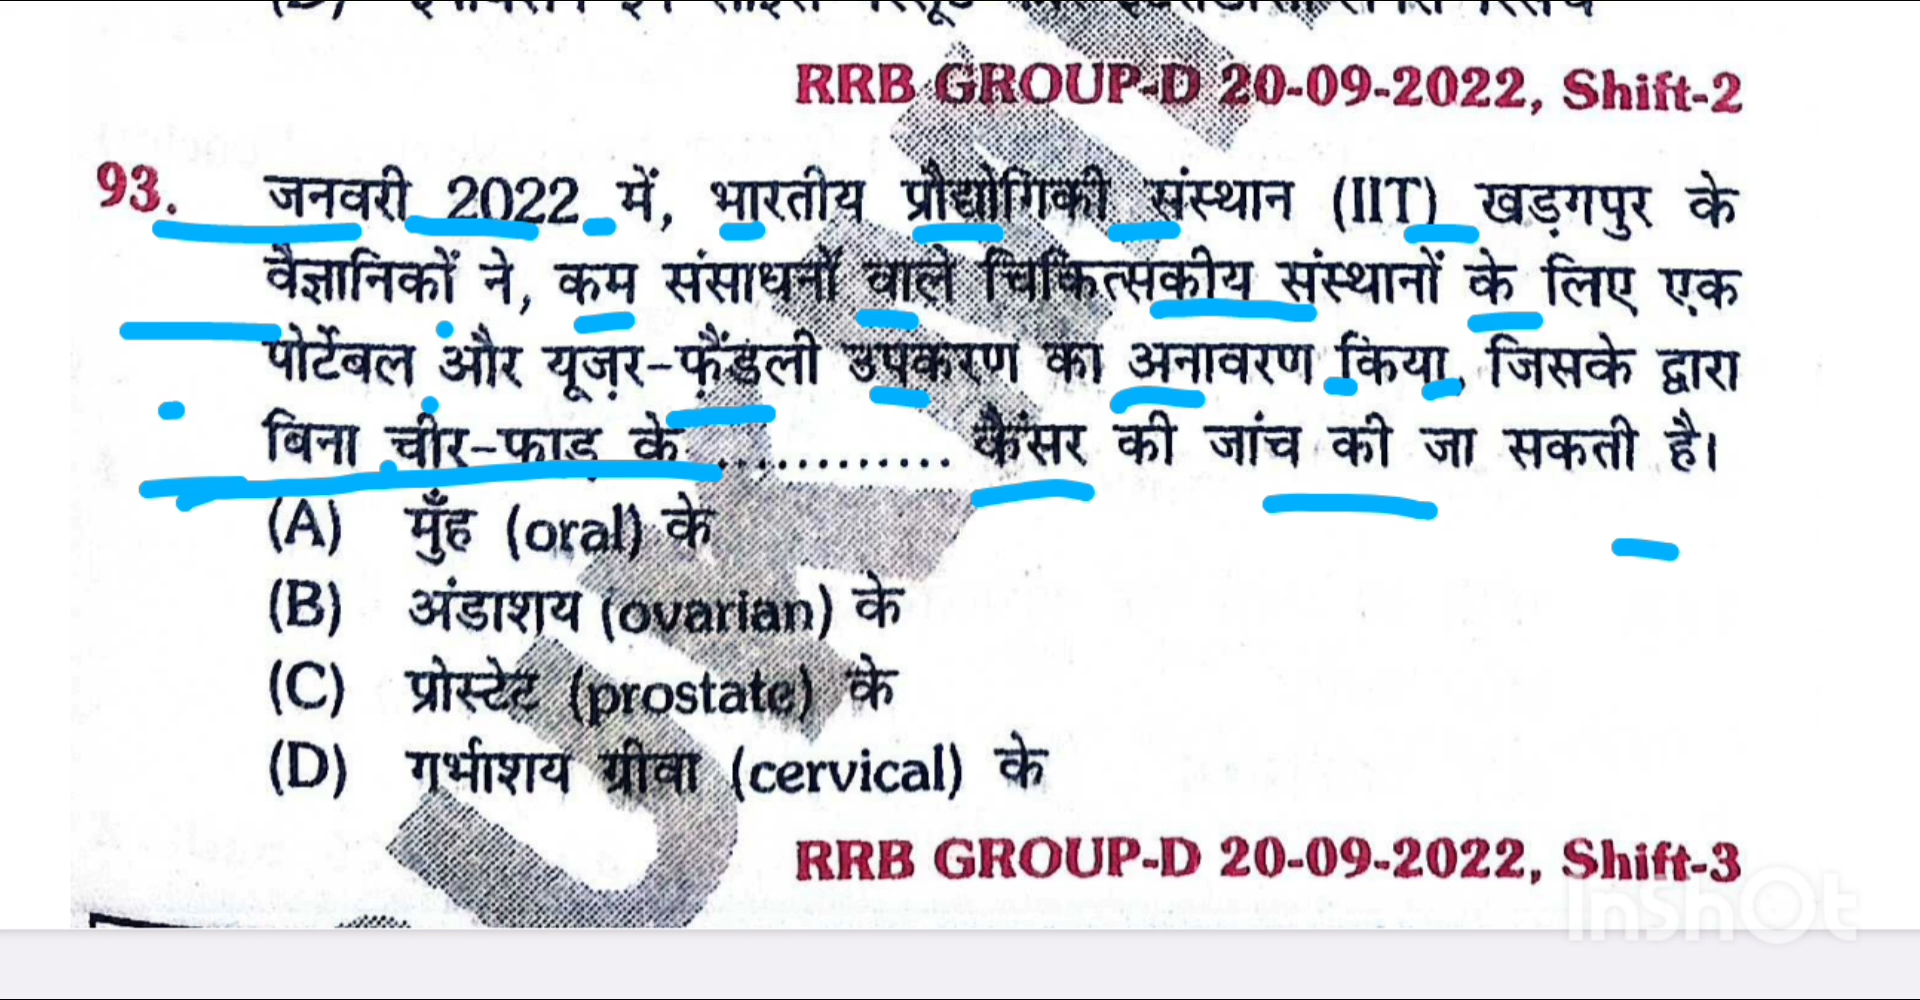 RRB GROUP-D 20-09-2022, Shift-2
93. जनवरी 2022 में, भारतीय प्रौद्योगिकी संस्थान (IIT) खड़गपुर के
वैज्ञानिकों ने, कम संसाधनों वाले चिकित्सकीय संस्थानों के लिए एक
पोर्टेबल और यूज़र-फ्रैंडली उपकरण का अनावरण किया, जिसके द्वारा
बिना चीर-फाड़ के ............. कैंसर की जांच की जा सकती है।
(A) मुँह (oral) के
(B) अंडाशय (ovarian) के
(C) प्रोस्टेट (prostate) के
(D) गर्भाशय ग्रीवा (cervical) के
RRB GROUP-D 20-09-2022, Shift-3
InShOt